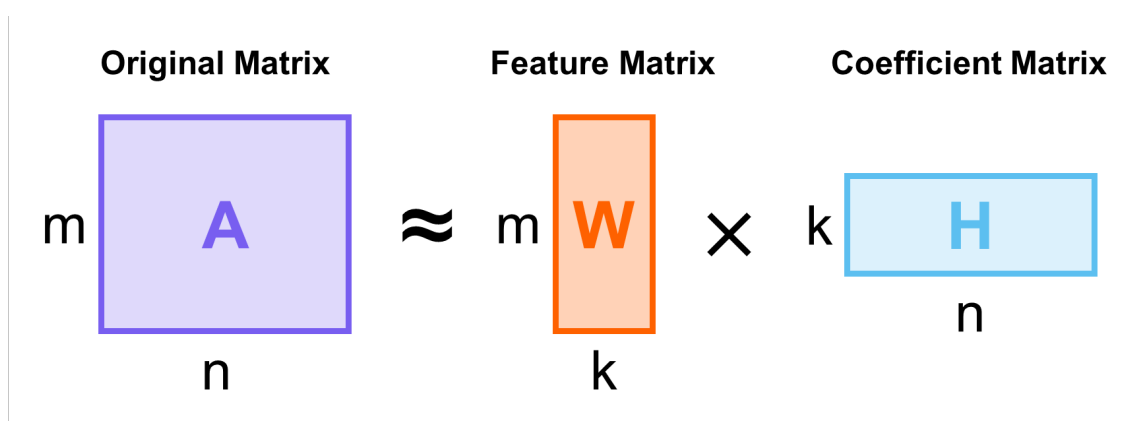 Original Matrix Feature Matrix Coefficient Matrix
m A ≈ m W × k H
n
n k